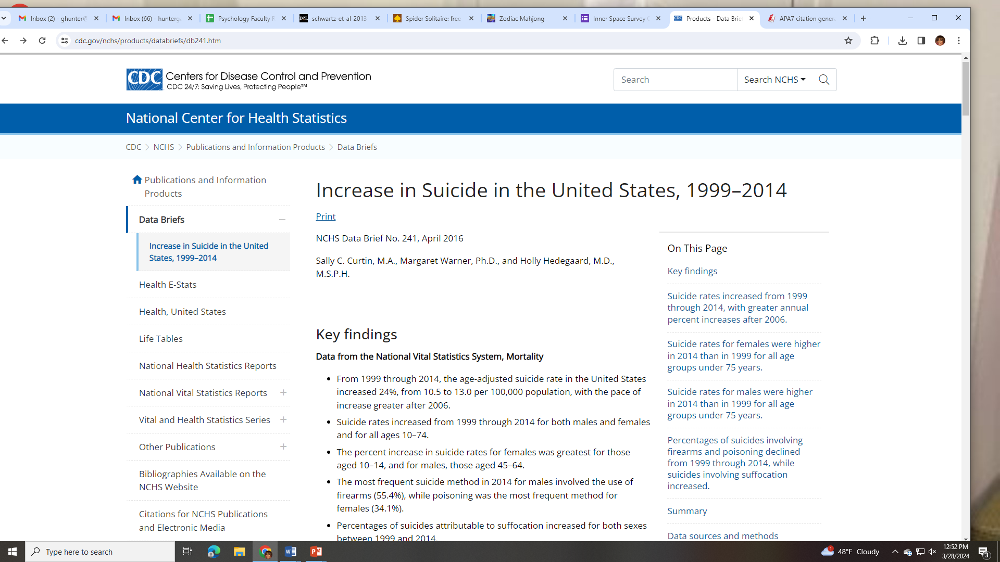 Inbox (2) - ghunter@
Inbox (66) - hunterg
Psychology Faculty
schwartz-et-al-2013-
Spider Solitaire: free
Zodiac Mahjong
Inner Space Survey
Products - Data Brie
APA7 citation genera
cdc.gov/nchs/products/databriefs/db241.htm
CDC Centers for Disease Control and Prevention
CDC 24/7: Saving Lives, Protecting People™
Search
Search NCHS
National Center for Health Statistics
CDC
NCHS
Publications and Information Products
Data Briefs
Publications and Information
Products
Data Briefs
Increase in Suicide in the United
States, 1999–2014
Health E-Stats
Health, United States
Life Tables
National Health Statistics Reports
National Vital Statistics Reports
Vital and Health Statistics Series
Other Publications
Bibliographies Available on the
NCHS Website
Citations for NCHS Publications
and Electronic Media
Increase in Suicide in the United States, 1999–2014
Print
NCHS Data Brief No. 241, April 2016
Sally C. Curtin, M.A., Margaret Warner, Ph.D., and Holly Hedegaard, M.D.,
M.S.P.H.
Key findings
Data from the National Vital Statistics System, Mortality
• From 1999 through 2014, the age-adjusted suicide rate in the United States
increased 24%, from 10.5 to 13.0 per 100,000 population, with the pace of
increase greater after 2006.
• Suicide rates increased from 1999 through 2014 for both males and females
and for all ages 10–74.
• The percent increase in suicide rates for females was greatest for those
aged 10–14, and for males, those aged 45–64.
• The most frequent suicide method in 2014 for males involved the use of
firearms (55.4%), while poisoning was the most frequent method for
females (34.1%).
• Percentages of suicides attributable to suffocation increased for both sexes
between 1999 and 2014.
On This Page
Key findings
Suicide rates increased from 1999
through 2014, with greater annual
percent increases after 2006.
Suicide rates for females were higher
in 2014 than in 1999 for all age
groups under 75 years.
Suicide rates for males were higher
in 2014 than in 1999 for all age
groups under 75 years.
Percentages of suicides involving
firearms and poisoning declined
from 1999 through 2014, while
suicides involving suffocation
increased.
Summary
Data sources and methods
Type here to search
1
48°F Cloudy
12:52 PM
3/28/2024
3